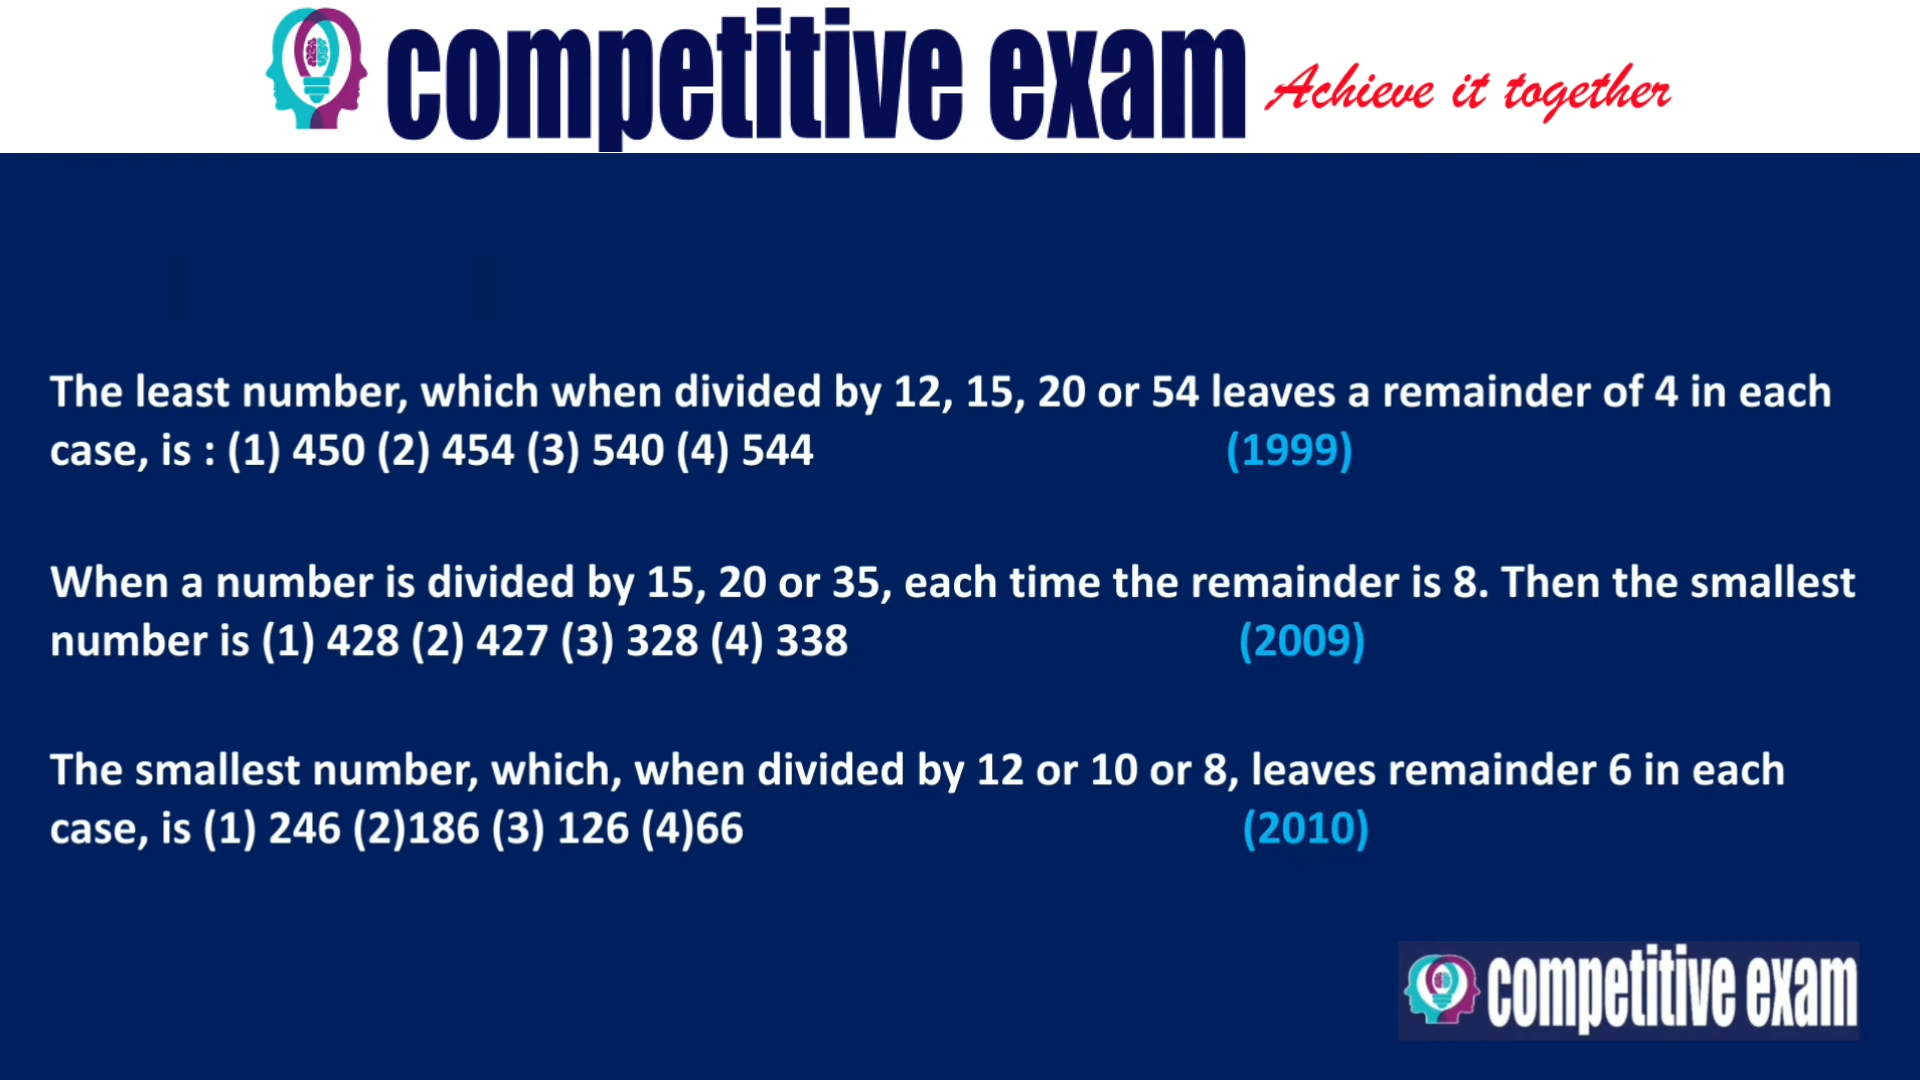 competitive exam Achieve it together
The least number, which when divided by 12, 15, 20 or 54 leaves a remainder of 4 in each
case, is : (1) 450 (2) 454 (3) 540 (4) 544 (1999)
When a number is divided by 15, 20 or 35, each time the remainder is 8. Then the smallest
number is (1) 428 (2) 427 (3) 328 (4) 338 (2009)
The smallest number, which, when divided by 12 or 10 or 8, leaves remainder 6 in each
case, is (1) 246 (2)186 (3) 126 (4)66 (2010)
competitive exam